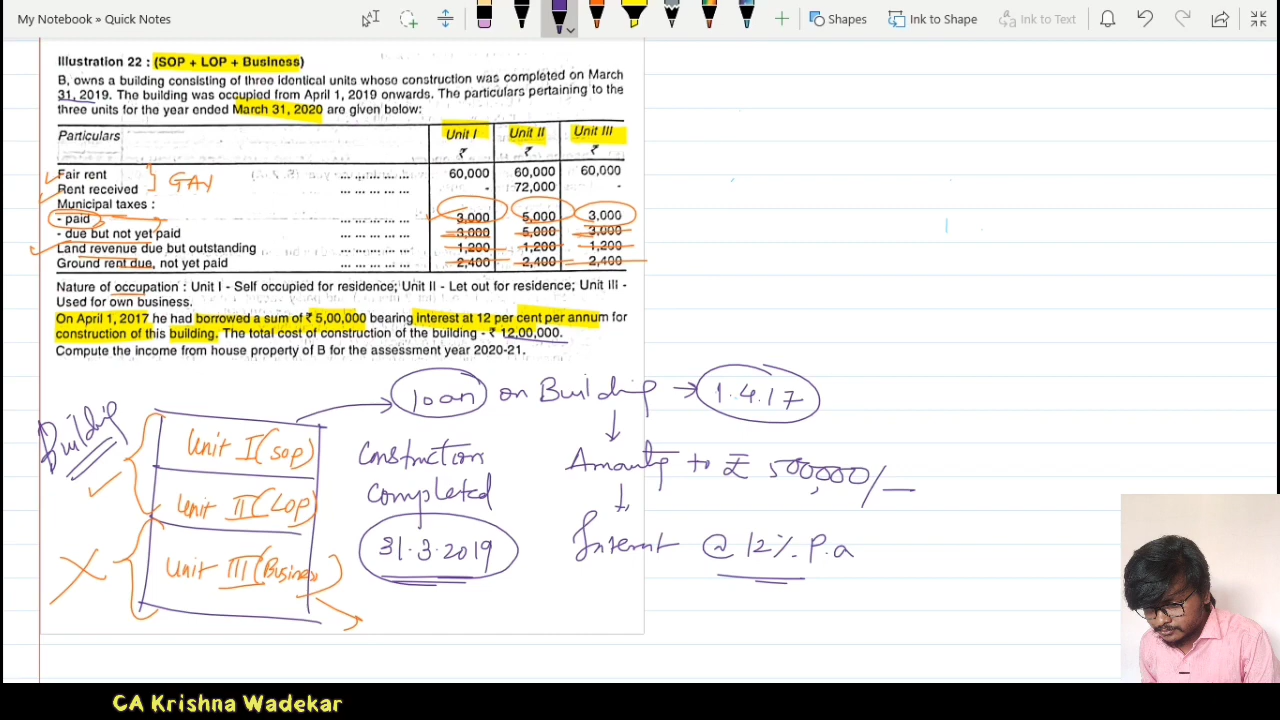 My Notebook » Quick Notes
Shapes
Ink to Shape
Ink to Text
Illustration 22 : (SOP + LOP + Business)
B, owns a building consisting of three identical units whose construction was completed on March
31, 2019. The building was occupied from April 1, 2019 onwards. The particulars pertaining to the
three units for the year ended March 31, 2020 are given below:
Particulars Unit I Unit II Unit III
₹ ₹ ₹
Fair rent ... ... ... ... ... 60,000 60,000 60,000
Rent received ... ... ... ... ... - 72,000 -
GAV
Municipal taxes :
- paid ... ... ... ... ... 3,000 5,000 3,000
- due but not yet paid ... ... ... ... ... 3,000 5,000 3,000
Land revenue due but outstanding ... ... ... ... ... 1,200 1,200 1,200
Ground rent due, not yet paid ... ... ... ... ... 2,400 2,400 2,400
Nature of occupation : Unit I - Self occupied for residence; Unit II - Let out for residence; Unit III -
Used for own business.
On April 1, 2017 he had borrowed a sum of ₹ 5,00,000 bearing Interest at 12 per cent per annum for
construction of this building. The total cost of construction of the building - ₹ 12,00,000.
Compute the income from house property of B for the assessment year 2020-21.
Building
Unit I (SOP)
Unit II (LOP)
Unit III (Business)
loan on Building → 1.4.17
Construction
Completed
31.3.2019
Amountg to ₹ 500,000/-
Interest @ 12% P.a
CA Krishna Wadekar